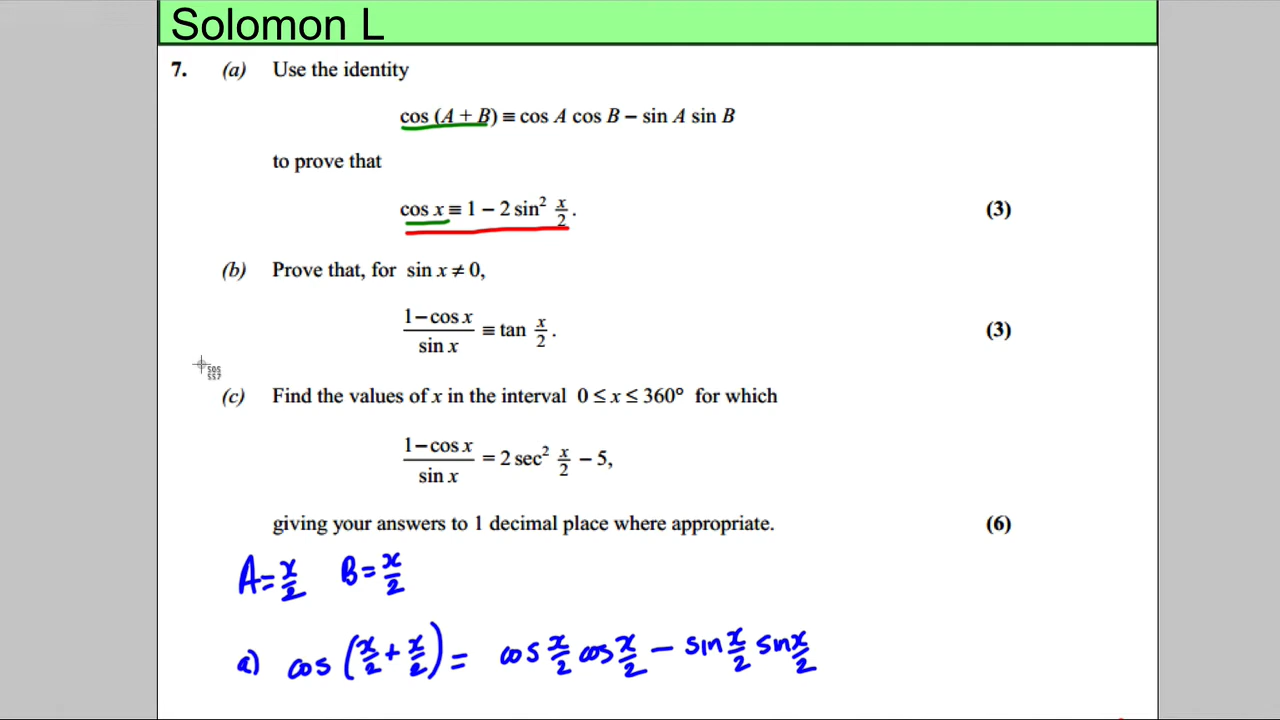 Solomon L
7. (a) Use the identity
cos (A + B) ≡ cos A cos B − sin A sin B
to prove that
cos x ≡ 1 − 2 sin² x/2 . (3)
(b) Prove that, for sin x ≠ 0,
(1 − cos x)/(sin x) ≡ tan x/2 . (3)
(c) Find the values of x in the interval 0 ≤ x ≤ 360° for which
(1 − cos x)/(sin x) = 2 sec² x/2 − 5,
giving your answers to 1 decimal place where appropriate. (6)
A = x/2 B = x/2
a) cos (x/2 + x/2) = cos x/2 cos x/2 − sin x/2 sin x/2